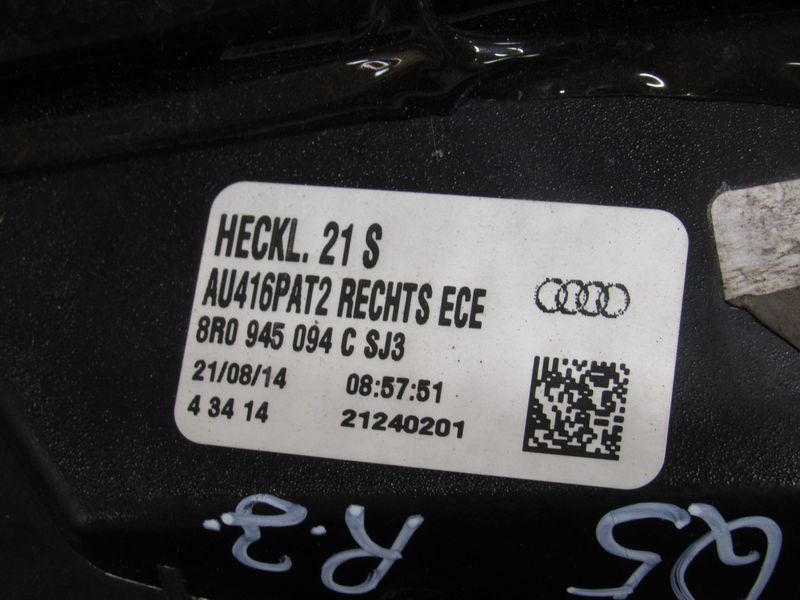 HECKL. 21 S
AU416PAT2 RECHTS ECE
8R0 945 094 C SJ3
21/08/14 08:57:51
4 34 14 21240201
Q5 R.З.